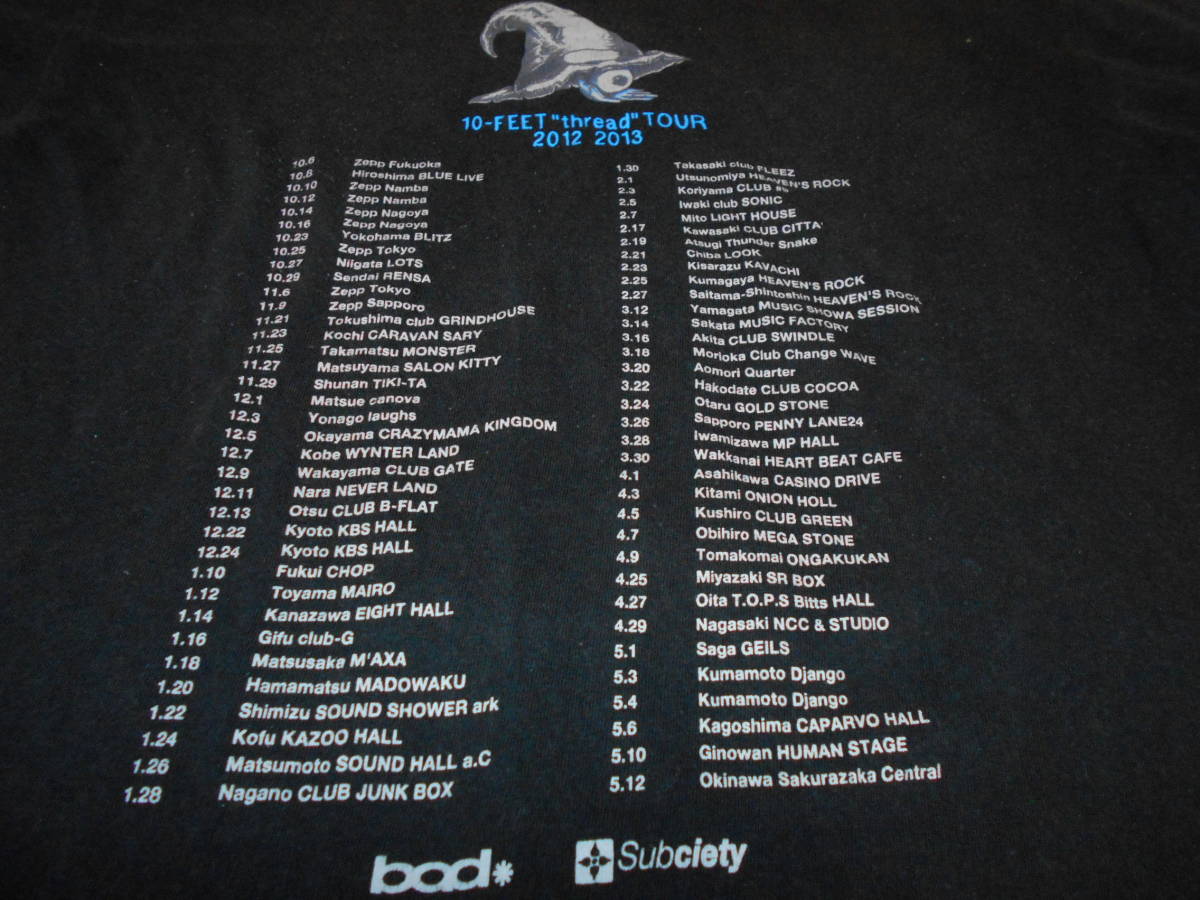 10-FEET "thread" TOUR
2012 2013
10.6 Zepp Fukuoka
10.8 Hiroshima BLUE LIVE
10.10 Zepp Namba
10.12 Zepp Namba
10.14 Zepp Nagoya
10.16 Zepp Nagoya
10.23 Yokohama BLITZ
10.25 Zepp Tokyo
10.27 Niigata LOTS
10.29 Sendai RENSA
11.6 Zepp Tokyo
11.9 Zepp Sapporo
11.21 Tokushima club GRINDHOUSE
11.23 Kochi CARAVAN SARY
11.25 Takamatsu MONSTER
11.27 Matsuyama SALON KITTY
11.29 Shunan TIKI-TA
12.1 Matsue canova
12.3 Yonago laughs
12.5 Okayama CRAZYMAMA KINGDOM
12.7 Kobe WYNTER LAND
12.9 Wakayama CLUB GATE
12.11 Nara NEVER LAND
12.13 Otsu CLUB B-FLAT
12.22 Kyoto KBS HALL
12.24 Kyoto KBS HALL
1.10 Fukui CHOP
1.12 Toyama MAIRO
1.14 Kanazawa EIGHT HALL
1.16 Gifu club-G
1.18 Matsusaka M'AXA
1.20 Hamamatsu MADOWAKU
1.22 Shimizu SOUND SHOWER ark
1.24 Kofu KAZOO HALL
1.26 Matsumoto SOUND HALL a.C
1.28 Nagano CLUB JUNK BOX
1.30 Takasaki club FLEEZ
2.1 Utsunomiya HEAVEN'S ROCK
2.3 Koriyama CLUB #9
2.5 Iwaki club SONIC
2.7 Mito LIGHT HOUSE
2.17 Kawasaki CLUB CITTA'
2.19 Atsugi Thunder Snake
2.21 Chiba LOOK
2.23 Kisarazu KAVACHI
2.25 Kumagaya HEAVEN'S ROCK
2.27 Saitama-Shintoshin HEAVEN'S ROCK
3.12 Yamagata MUSIC SHOWA SESSION
3.14 Sakata MUSIC FACTORY
3.16 Akita CLUB SWINDLE
3.18 Morioka Club Change WAVE
3.20 Aomori Quarter
3.22 Hakodate CLUB COCOA
3.24 Otaru GOLD STONE
3.26 Sapporo PENNY LANE24
3.28 Iwamizawa MP HALL
3.30 Wakkanai HEART BEAT CAFE
4.1 Asahikawa CASINO DRIVE
4.3 Kitami ONION HOLL
4.5 Kushiro CLUB GREEN
4.7 Obihiro MEGA STONE
4.9 Tomakomai ONGAKUKAN
4.25 Miyazaki SR BOX
4.27 Oita T.O.P.S Bitts HALL
4.29 Nagasaki NCC & STUDIO
5.1 Saga GEILS
5.3 Kumamoto Django
5.4 Kumamoto Django
5.6 Kagoshima CAPARVO HALL
5.10 Ginowan HUMAN STAGE
5.12 Okinawa Sakurazaka Central
bad*
Subciety